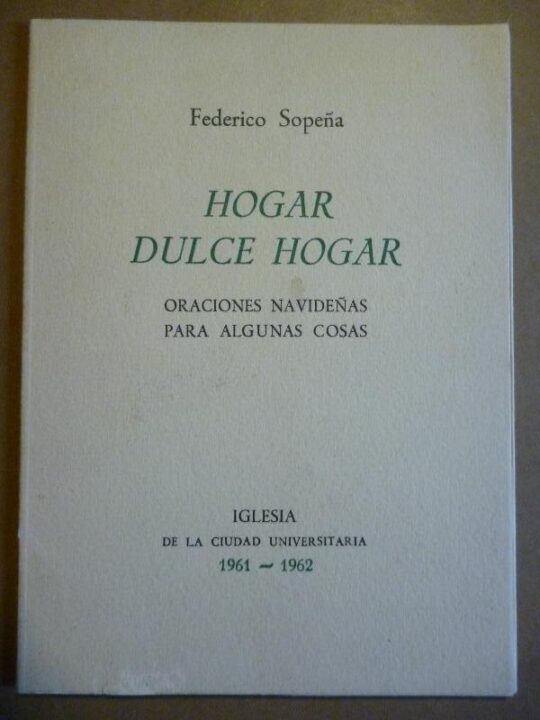 Federico Sopeña
HOGAR
DULCE HOGAR
ORACIONES NAVIDEÑAS
PARA ALGUNAS COSAS
IGLESIA
DE LA CIUDAD UNIVERSITARIA
1961 ~ 1962